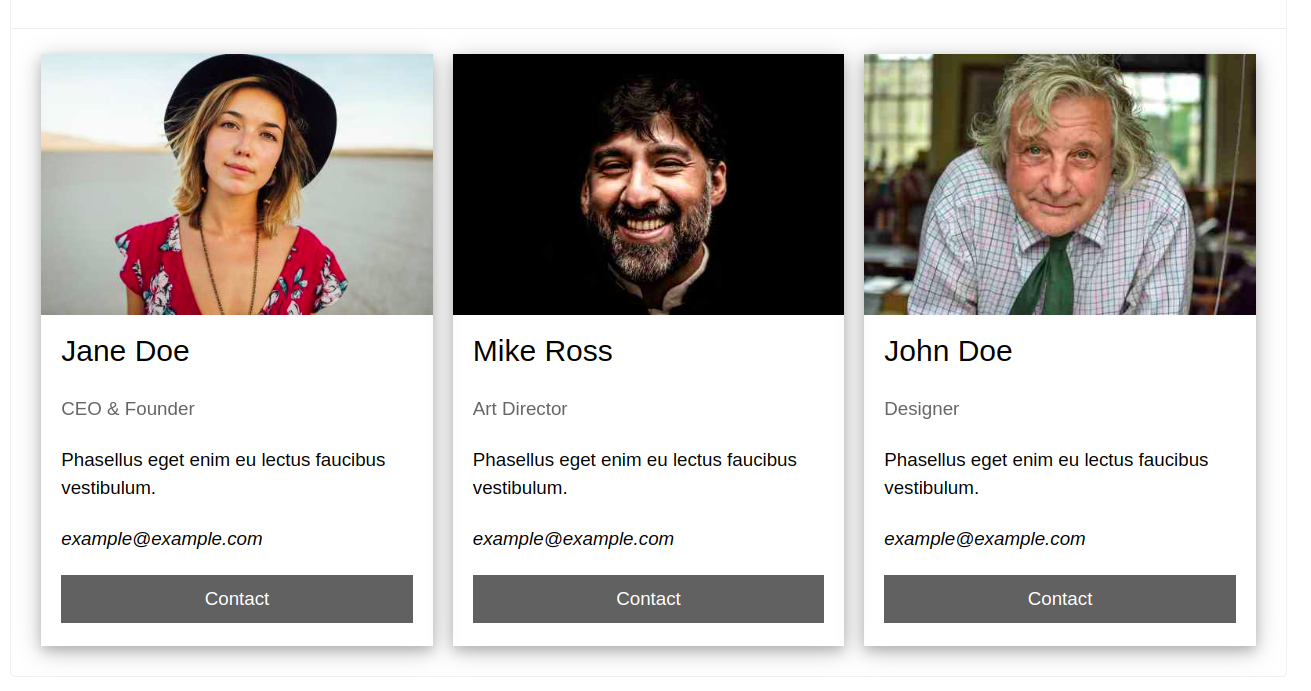 Jane Doe
CEO & Founder
Phasellus eget enim eu lectus faucibus
vestibulum.
example@example.com
Contact
Mike Ross
Art Director
Phasellus eget enim eu lectus faucibus
vestibulum.
example@example.com
Contact
John Doe
Designer
Phasellus eget enim eu lectus faucibus
vestibulum.
example@example.com
Contact